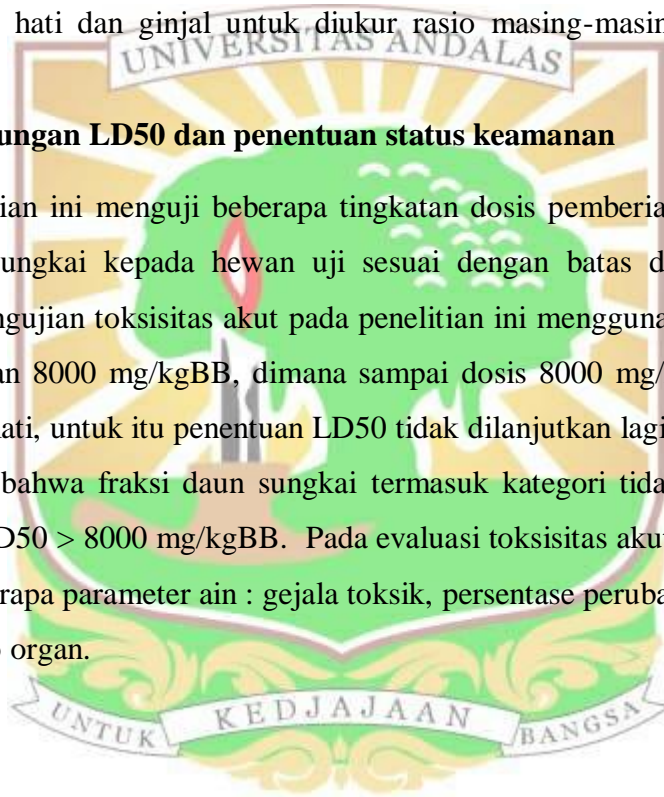 hati dan ginjal untuk diukur rasio masing-masin
UNIVERSITAS ANDALAS
ungan LD50 dan penentuan status keamanan
ian ini menguji beberapa tingkatan dosis pemberia
ungkai kepada hewan uji sesuai dengan batas d
ngujian toksisitas akut pada penelitian ini mengguna
an 8000 mg/kgBB, dimana sampai dosis 8000 mg/
ati, untuk itu penentuan LD50 tidak dilanjutkan lagi
bahwa fraksi daun sungkai termasuk kategori tida
D50 > 8000 mg/kgBB. Pada evaluasi toksisitas akut
rapa parameter ain : gejala toksik, persentase peruba
organ.
UNTUK KEDJAJAAN BANGSA